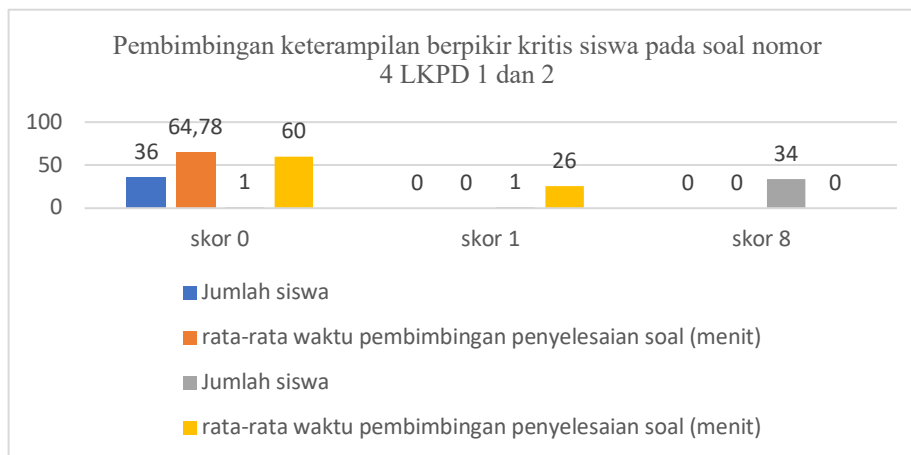 Pembimbingan keterampilan berpikir kritis siswa pada soal nomor
4 LKPD 1 dan 2
100
50
0
36
64,78
1
60
0
0
1
26
0
0
34
0
skor 0
skor 1
skor 8
Jumlah siswa
rata-rata waktu pembimbingan penyelesaian soal (menit)
Jumlah siswa
rata-rata waktu pembimbingan penyelesaian soal (menit)